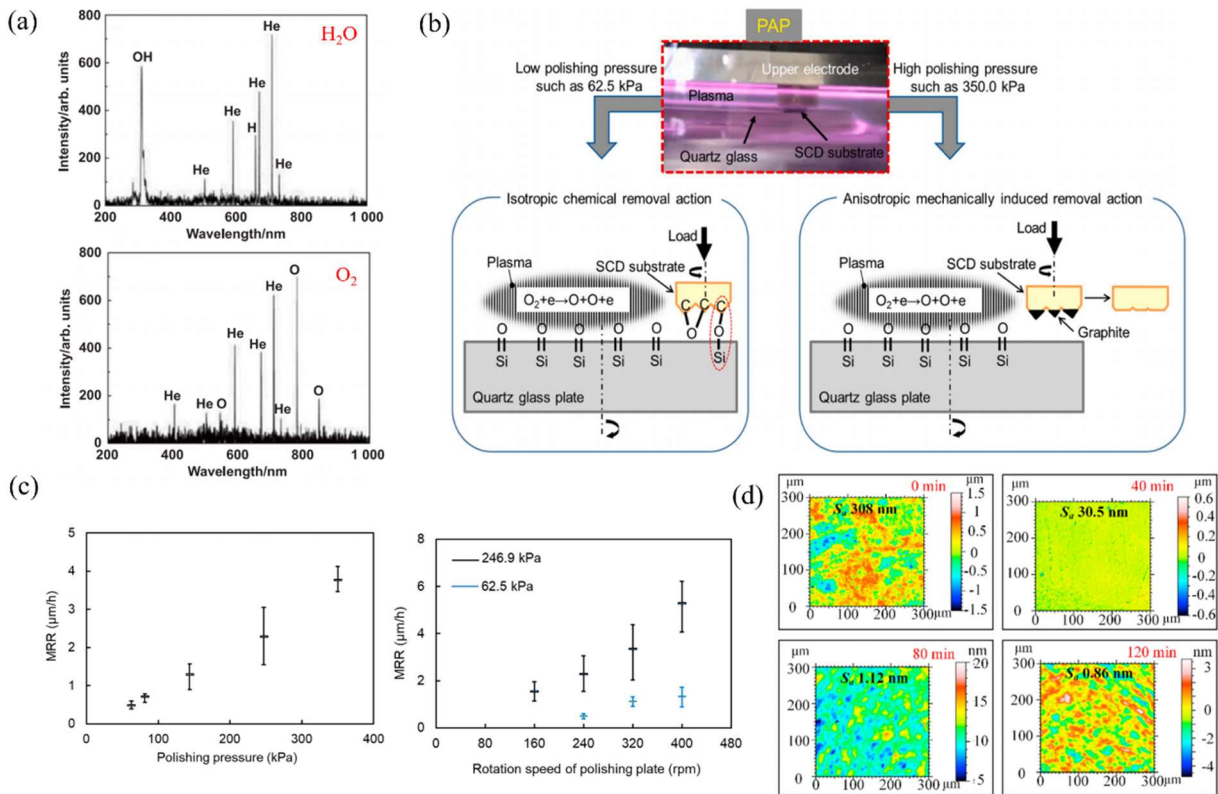 (a)
H₂O
Intensity/arb. units
800
600
400
200
0
OH
He
He
H
He
He
He
200 400 600 800 1 000
Wavelength/nm
O₂
Intensity/arb. units
800
600
400
200
0
He
He
O
He
He
He
He
O
O
200 400 600 800 1000
Wavelength/nm
(b)
PAP
Low polishing pressure
such as 62.5 kPa
High polishing pressure
such as 350.0 kPa
Upper electrode
Plasma
Quartz glass
SCD substrate
Isotropic chemical removal action
Load
Plasma
SCD substrate
O₂+e→O+O+e
C C C
O
O O O O O O
Si Si Si Si Si Si
Quartz glass plate
Anisotropic mechanically induced removal action
Load
Plasma
SCD substrate
O₂+e→O+O+e
Graphite
O O O O O
Si Si Si Si Si
Quartz glass plate
(c)
MRR (μm/h)
5
4
3
2
1
0
0 100 200 300 400
Polishing pressure (kPa)
MRR (μm/h)
8
6
4
2
0
246.9 kPa
62.5 kPa
0 80 160 240 320 400 480
Rotation speed of polishing plate (rpm)
(d)
μm
0 min
μm
300
200
100
0
Sₐ 308 nm
0 100 200 300
μm
1.5
1
0.5
0
-0.5
-1
-1.5
μm
40 min
μm
300
200
100
0
Sₐ 30.5 nm
0 100 200 300
μm
0.6
0.4
0.2
0
-0.2
-0.4
-0.6
μm
80 min
nm
300
200
100
0
Sₐ 1.12 nm
0 100 200 300
μm
20
15
10
5
μm
120 min
nm
300
200
100
0
Sₐ 0.86 nm
0 100 200 300
μm
3
2
0
-2
-4